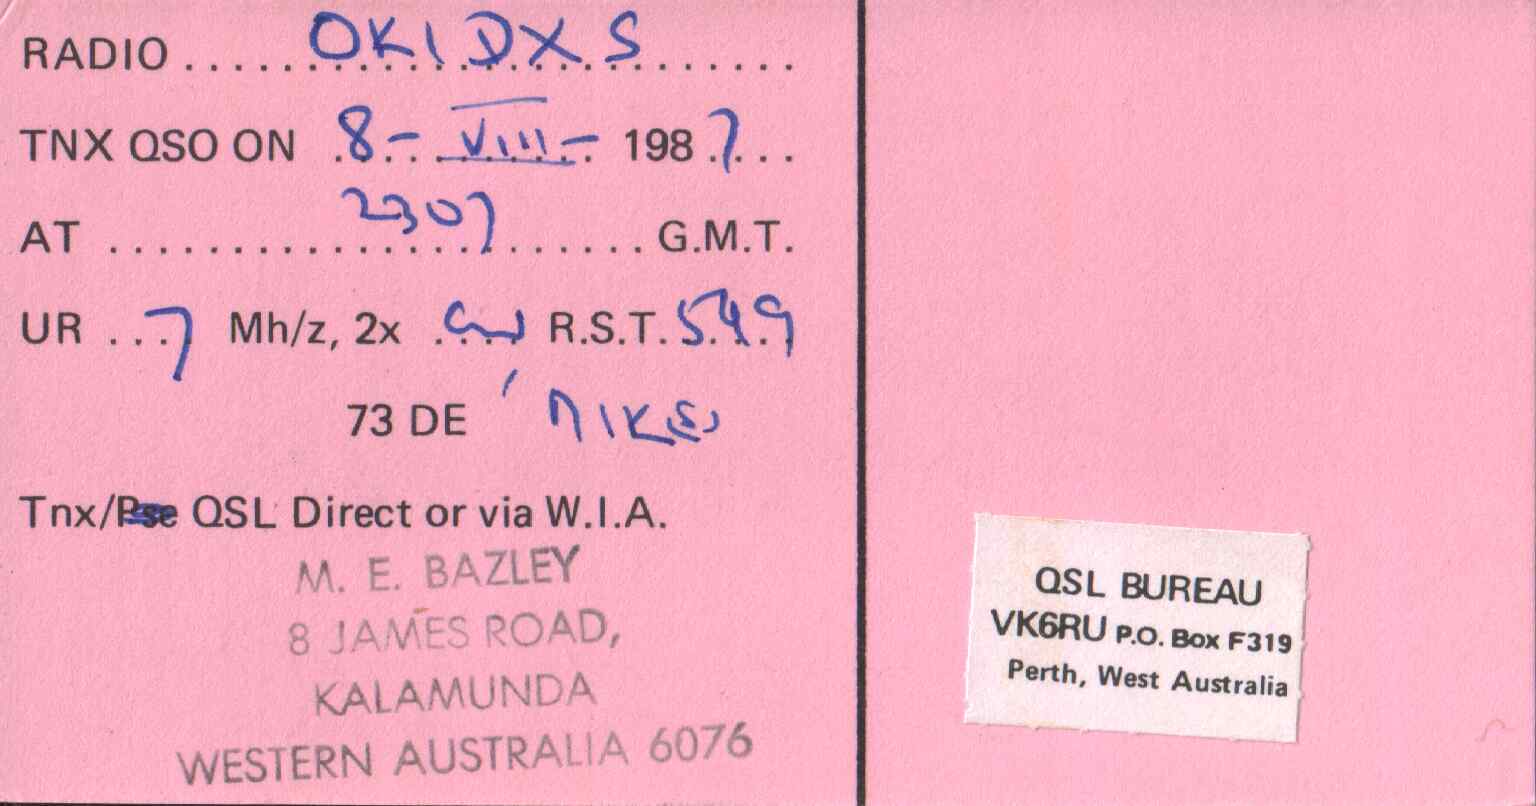 RADIO ...... OK1DXS ......
TNX QSO ON 8 - VIII - 1987
AT ...... 2307 ...... G.M.T.
UR ...7 Mh/z, 2x cw R.S.T. 599
73 DE MIKE
Tnx/Pse QSL Direct or via W.I.A.
M. E. BAZLEY
8 JAMES ROAD,
KALAMUNDA
WESTERN AUSTRALIA 6076
QSL BUREAU
VK6RU P.O. Box F319
Perth, West Australia